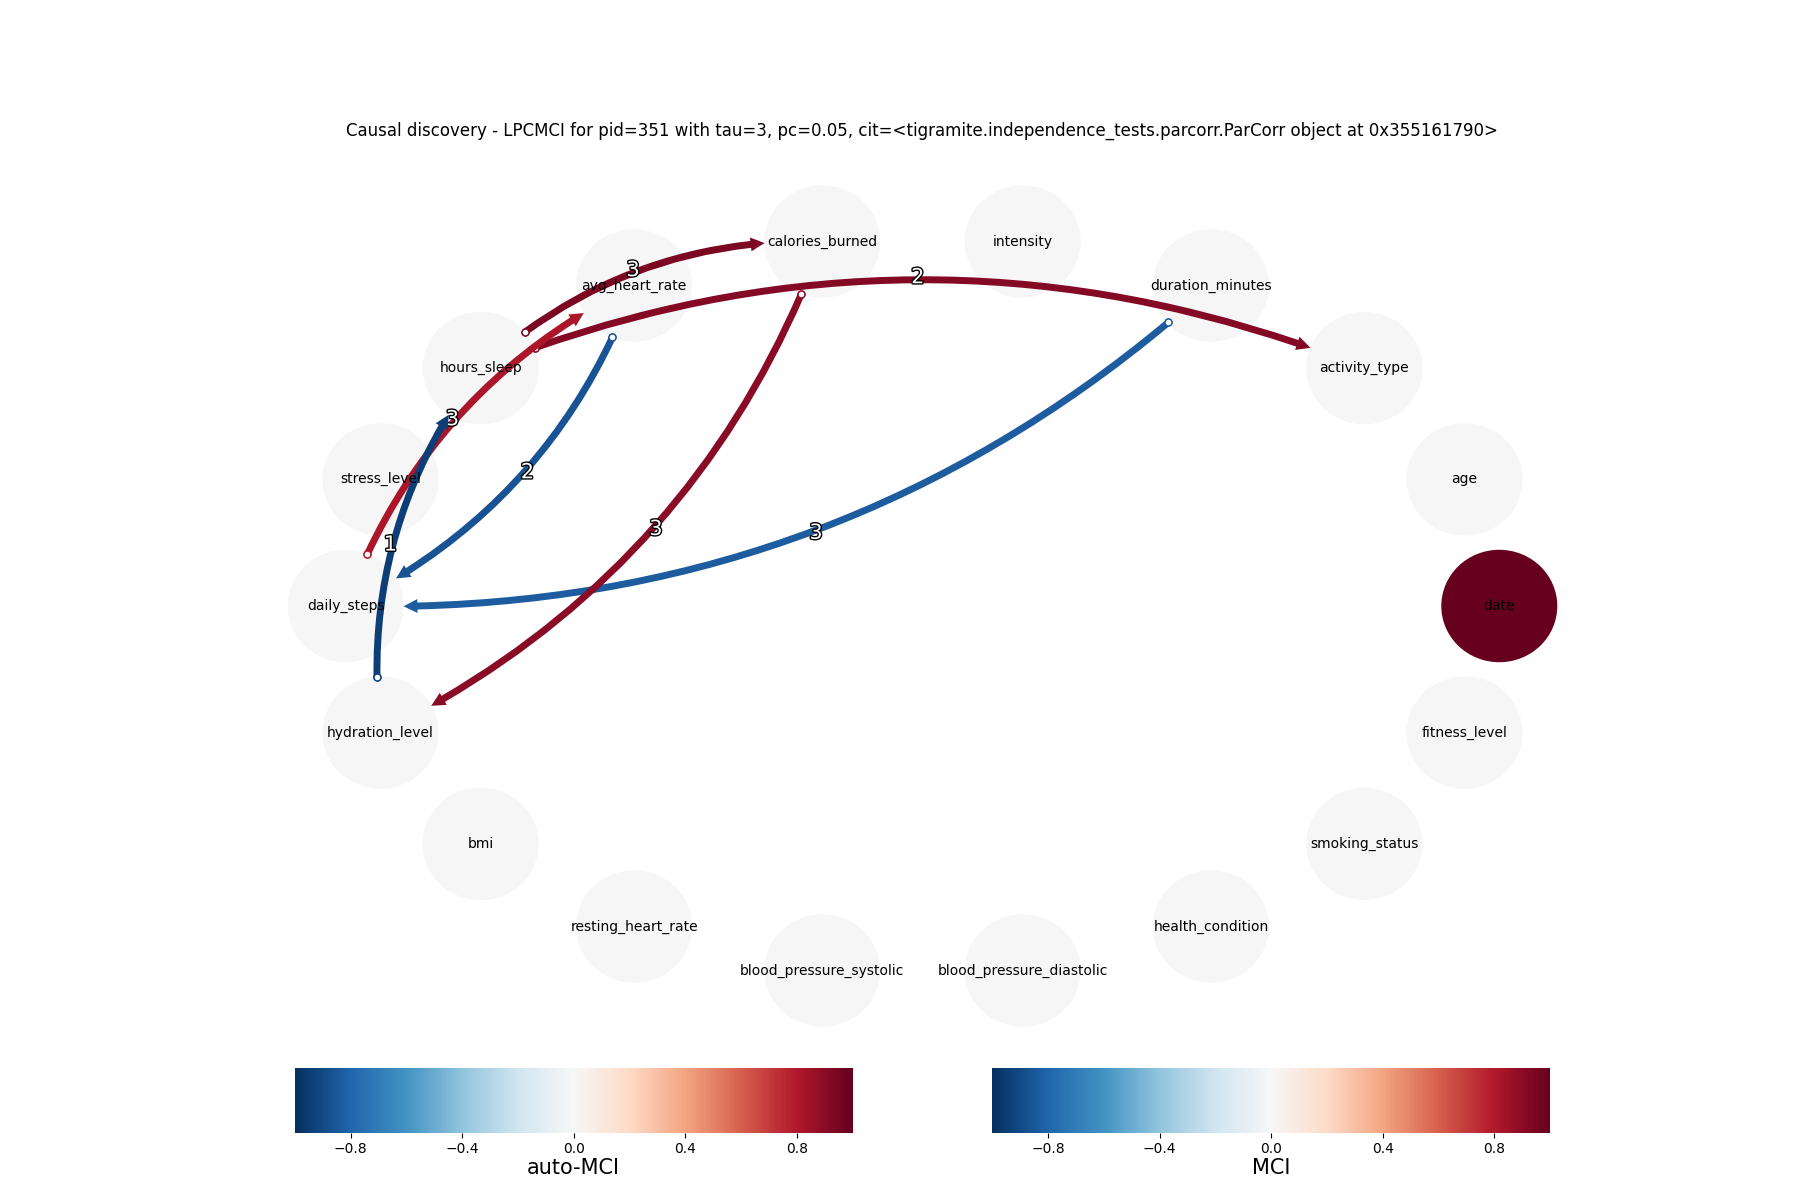 Causal discovery - LPCMCI for pid=351 with tau=3, pc=0.05, cit=<tigramite.independence_tests.parcorr.ParCorr object at 0x355161790>
calories_burned
intensity
3
2
avg_heart_rate
duration_minutes
hours_sleep
activity_type
3
2
stress_level
age
3
3
1
daily_steps
date
hydration_level
fitness_level
bmi
smoking_status
resting_heart_rate
health_condition
blood_pressure_systolic
blood_pressure_diastolic
−0.8 −0.4 0.0 0.4 0.8
auto-MCI
−0.8 −0.4 0.0 0.4 0.8
MCI